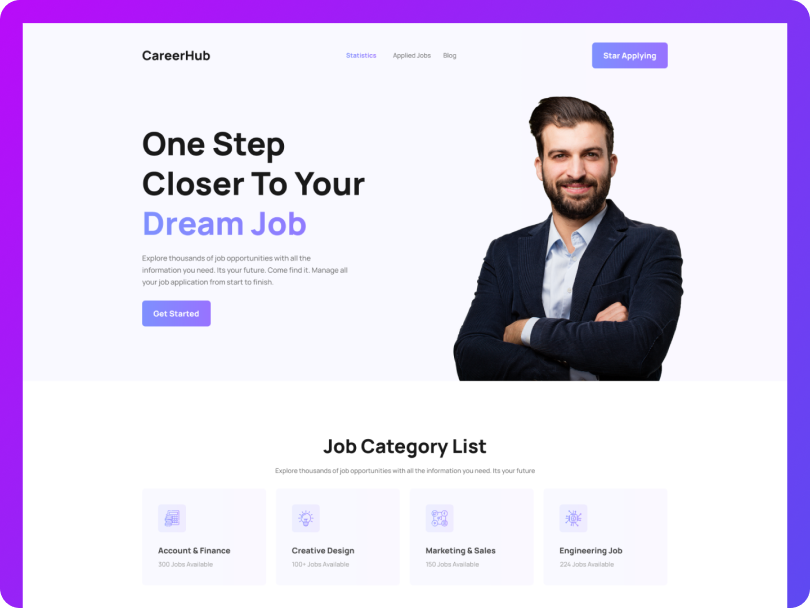 CareerHub
Statistics Applied Jobs Blog
Star Applying
One Step
Closer To Your
Dream Job
Explore thousands of job opportunities with all the
information you need. Its your future. Come find it. Manage all
your job application from start to finish.
Get Started
Job Category List
Explore thousands of job opportunities with all the information you need. Its your future
Account & Finance
300 Jobs Available
Creative Design
100+ Jobs Available
Marketing & Sales
150 Jobs Available
Engineering Job
224 Jobs Available